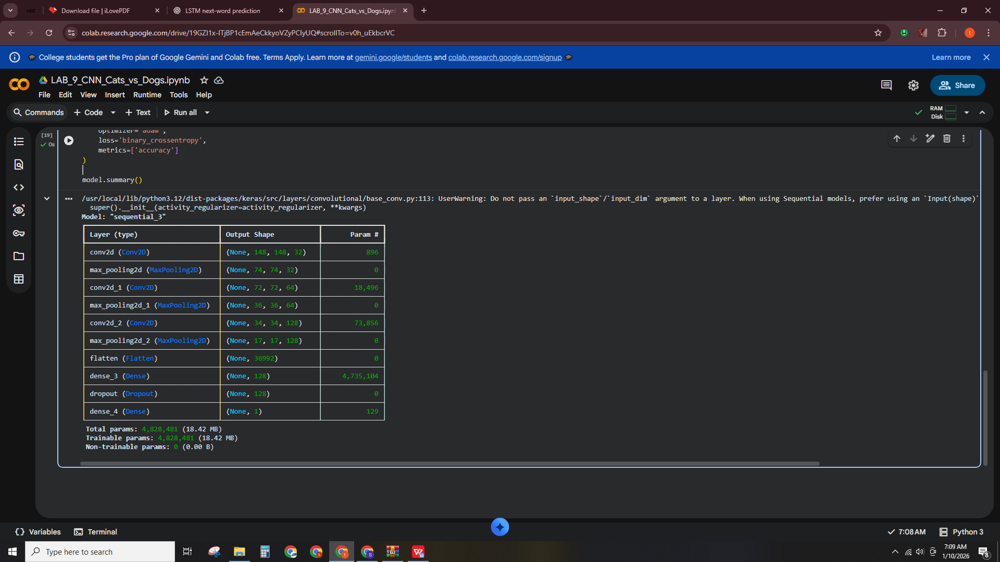 NIST
Download file | iLovePDF
LSTM next-word prediction
LAB_9_CNN_Cats_vs_Dogs.ipyn
colab.research.google.com/drive/19GZI1x-ITjBP1cEmAeCkkyoVZyPClyUQ#scrollTo=v0h_uEkbcrVC
t
🎓 College students get the Pro plan of Google Gemini and Colab free. Terms Apply. Learn more at gemini.google/students and colab.research.google.com/signup 🎓
Learn more
LAB_9_CNN_Cats_vs_Dogs.ipynb
Share
File Edit View Insert Runtime Tools Help
Commands + Code + Text Run all
RAM
Disk
[19]
0s
optimizer='adam',
loss='binary_crossentropy',
metrics=['accuracy']
)
model.summary()
/usr/local/lib/python3.12/dist-packages/keras/src/layers/convolutional/base_conv.py:113: UserWarning: Do not pass an `input_shape`/`input_dim` argument to a layer. When using Sequential models, prefer using an `Input(shape)`
super().__init__(activity_regularizer=activity_regularizer, **kwargs)
Model: "sequential_3"
Layer (type) Output Shape Param #
conv2d (Conv2D) (None, 148, 148, 32) 896
max_pooling2d (MaxPooling2D) (None, 74, 74, 32) 0
conv2d_1 (Conv2D) (None, 72, 72, 64) 18,496
max_pooling2d_1 (MaxPooling2D) (None, 36, 36, 64) 0
conv2d_2 (Conv2D) (None, 34, 34, 128) 73,856
max_pooling2d_2 (MaxPooling2D) (None, 17, 17, 128) 0
flatten (Flatten) (None, 36992) 0
dense_3 (Dense) (None, 128) 4,735,104
dropout (Dropout) (None, 128) 0
dense_4 (Dense) (None, 1) 129
Total params: 4,828,481 (18.42 MB)
Trainable params: 4,828,481 (18.42 MB)
Non-trainable params: 0 (0.00 B)
Variables Terminal
7:08 AM Python 3
Type here to search
7:09 AM
1/10/2026
8